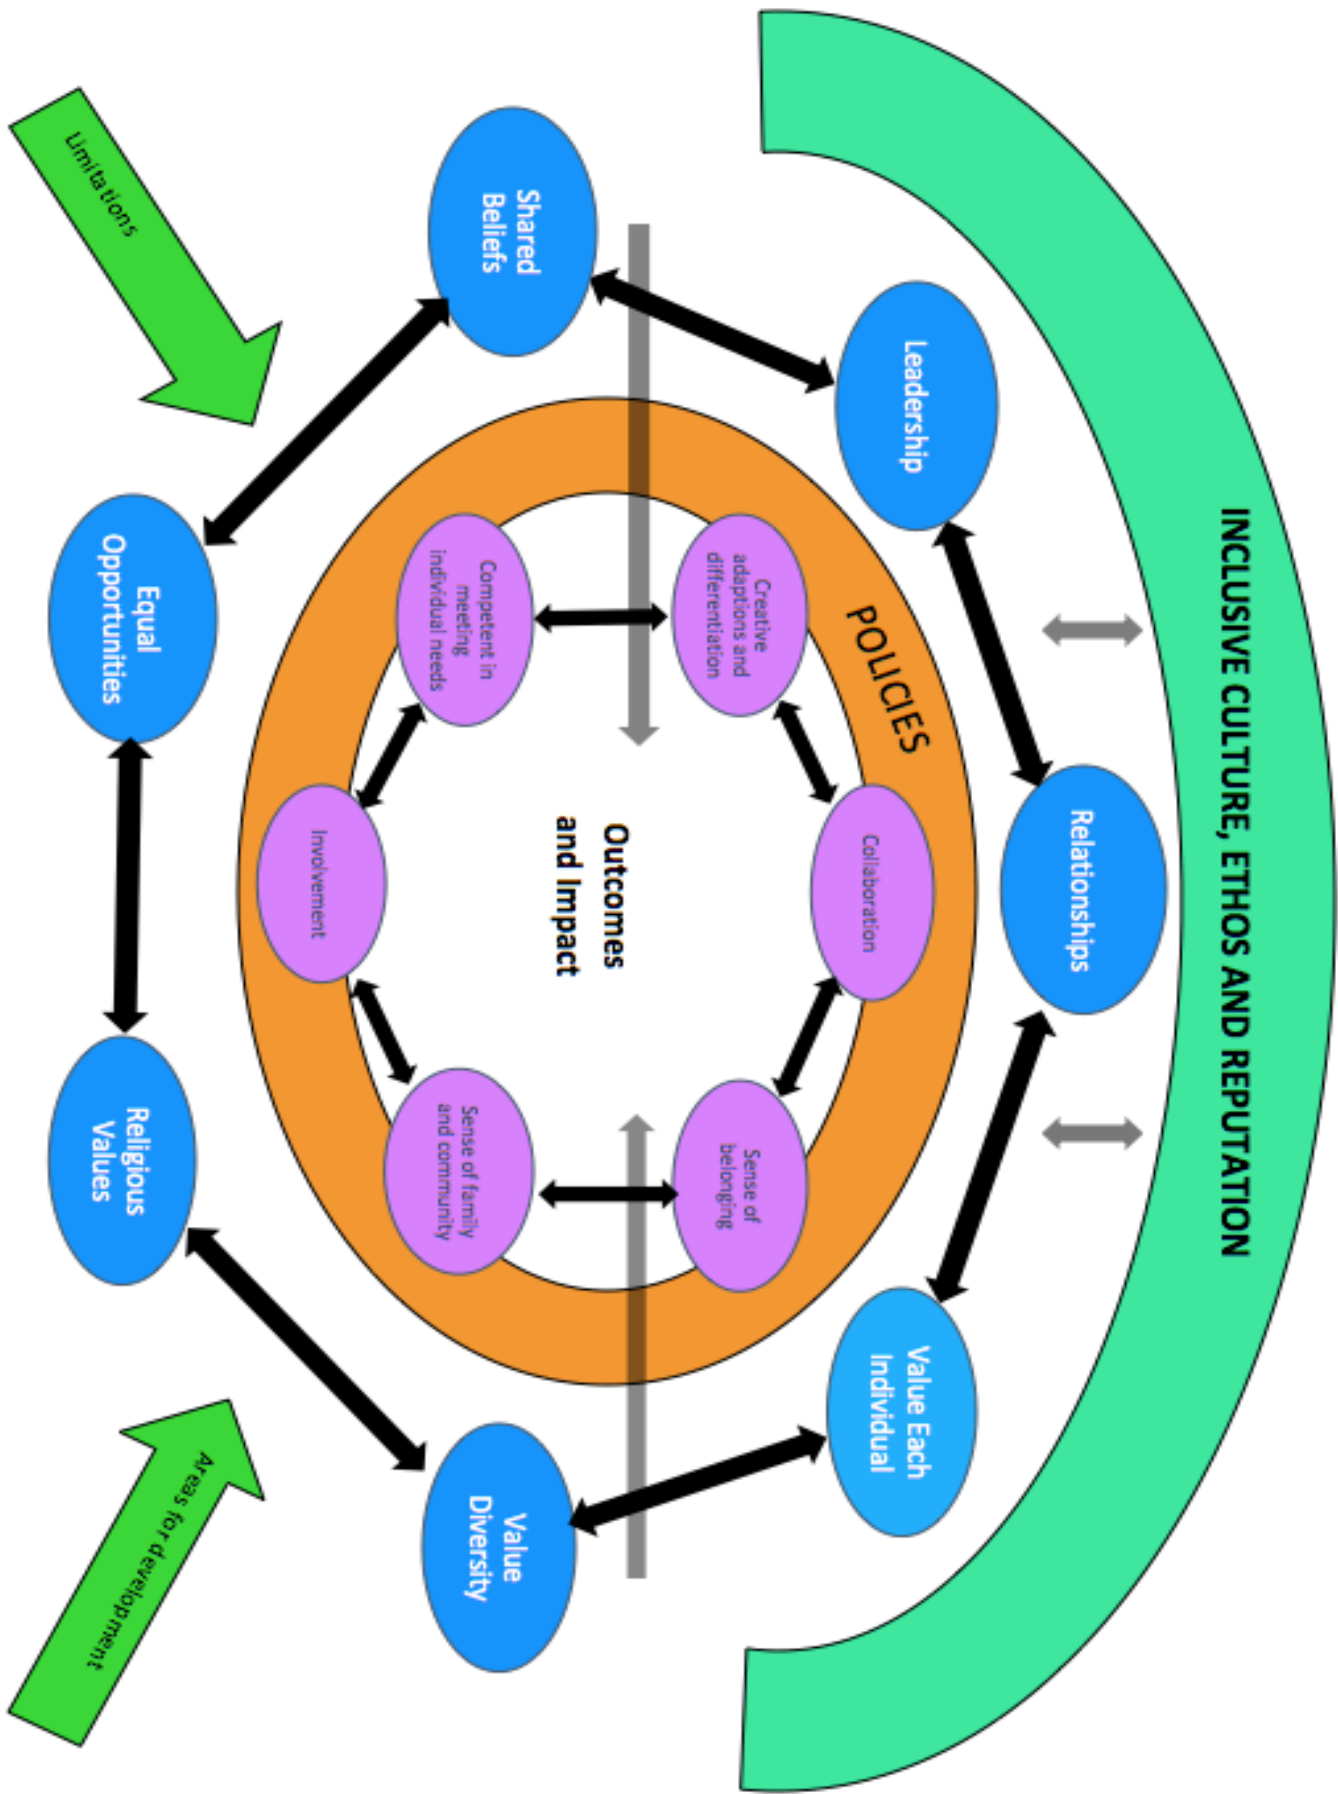 INCLUSIVE CULTURE, ETHOS AND REPUTATION
Relationships
Leadership
Value Each
Individual
Shared
Beliefs
Value
Diversity
Equal
Opportunities
Religious
Values
POLICIES
Collaboration
Creative
adaptions and
differentiation
Sense of
belonging
Outcomes
and Impact
Competent in
meeting
individual needs
Sense of family
and community
Involvement
Limitations
Areas for development